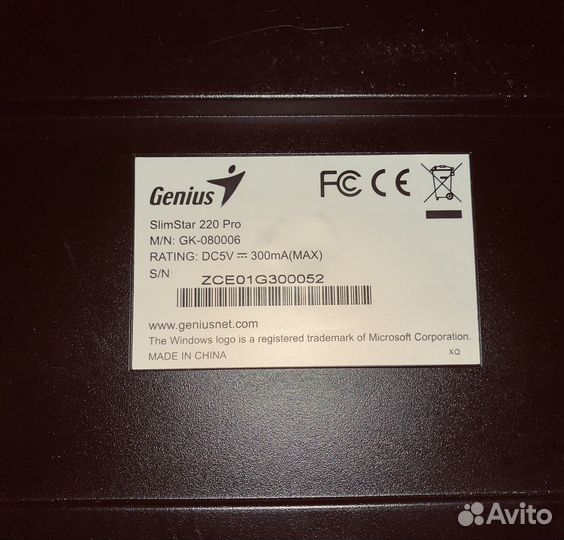 Genius FC CE
SlimStar 220 Pro
M/N: GK-080006
RATING: DC5V ⎓ 300mA(MAX)
S/N: ZCE01G300052
www.geniusnet.com
The Windows logo is a registered trademark of Microsoft Corporation.
MADE IN CHINA XQ
Avito